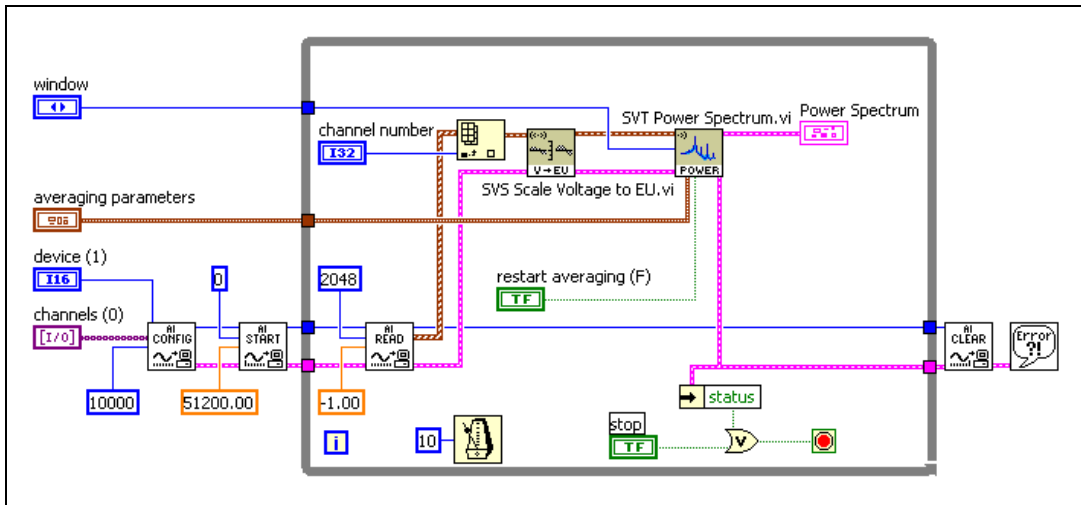 window
channel number
I32
SVT Power Spectrum.vi
Power Spectrum
V→EU
POWER
SVS Scale Voltage to EU.vi
averaging parameters
device (1)
I16
0
2048
restart averaging (F)
TF
channels (0)
[I/O]
AI CONFIG
AI START
AI READ
AI CLEAR
Error ?!
10000
51200.00
-1.00
status
i
10
stop
TF
V